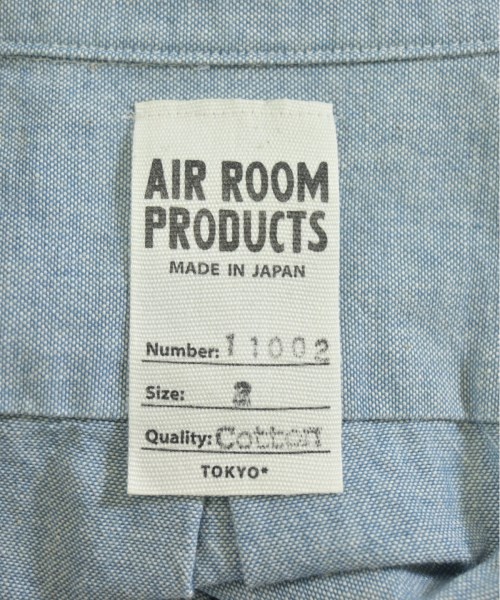 AIR ROOM
PRODUCTS
MADE IN JAPAN
Number: 11002
Size: 2
Quality: Cotton
TOKYO*